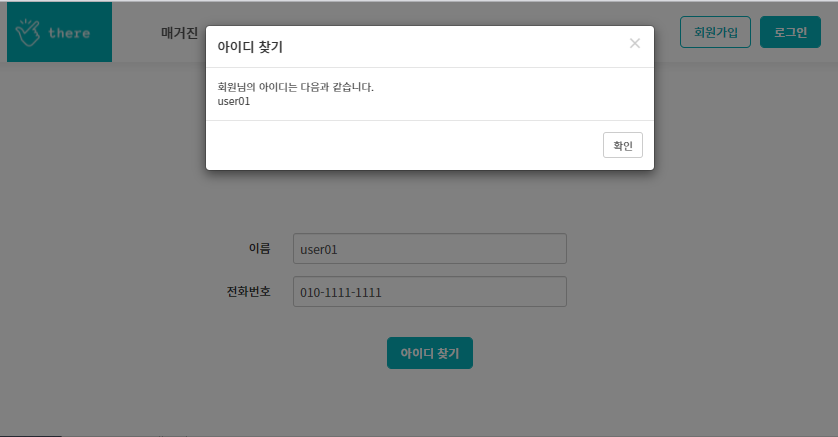 there
매거진
회원가입
로그인
아이디 찾기
×
회원님의 아이디는 다음과 같습니다.
user01
확인
이름
user01
전화번호
010-1111-1111
아이디 찾기